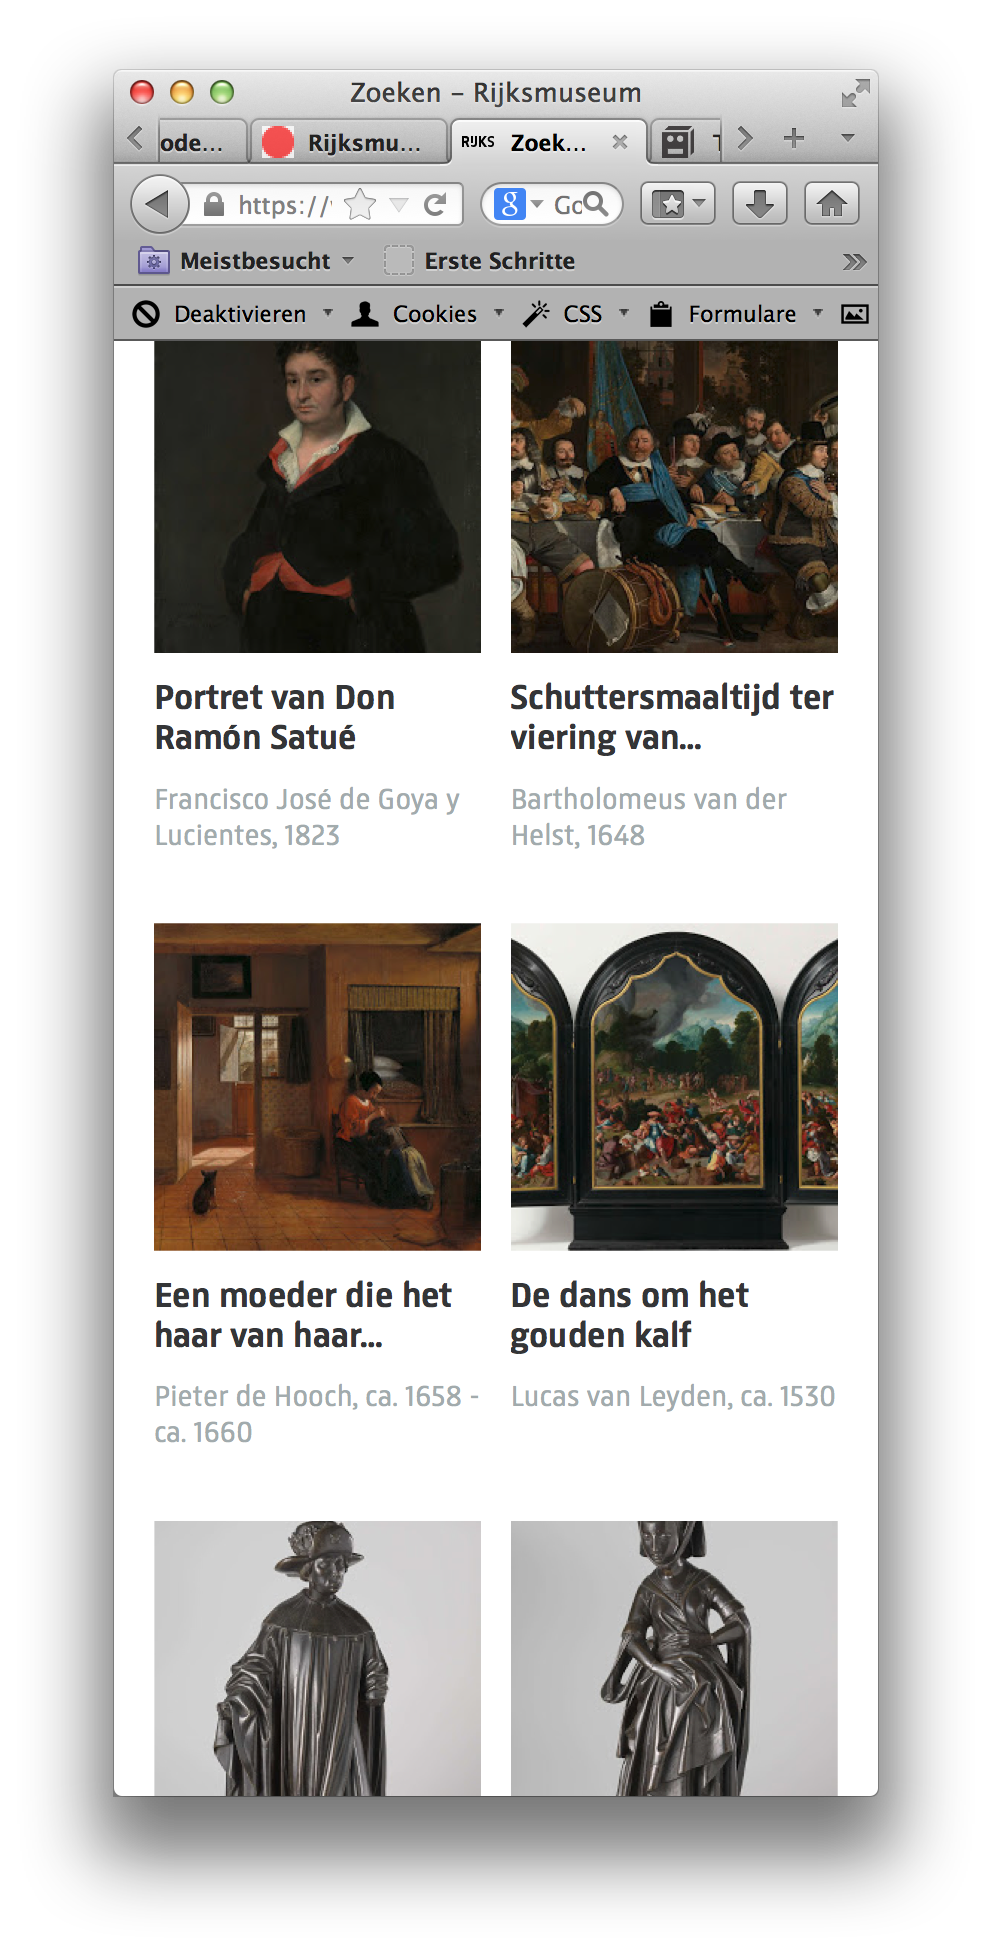 Zoeken – Rijksmuseum
ode... Rijksmu... RIJKS Zoek...
https://
Meistbesucht Erste Schritte
Deaktivieren Cookies CSS Formulare
Portret van Don
Ramón Satué
Francisco José de Goya y
Lucientes, 1823
Schuttersmaaltijd ter
viering van...
Bartholomeus van der
Helst, 1648
Een moeder die het
haar van haar...
Pieter de Hooch, ca. 1658 -
ca. 1660
De dans om het
gouden kalf
Lucas van Leyden, ca. 1530